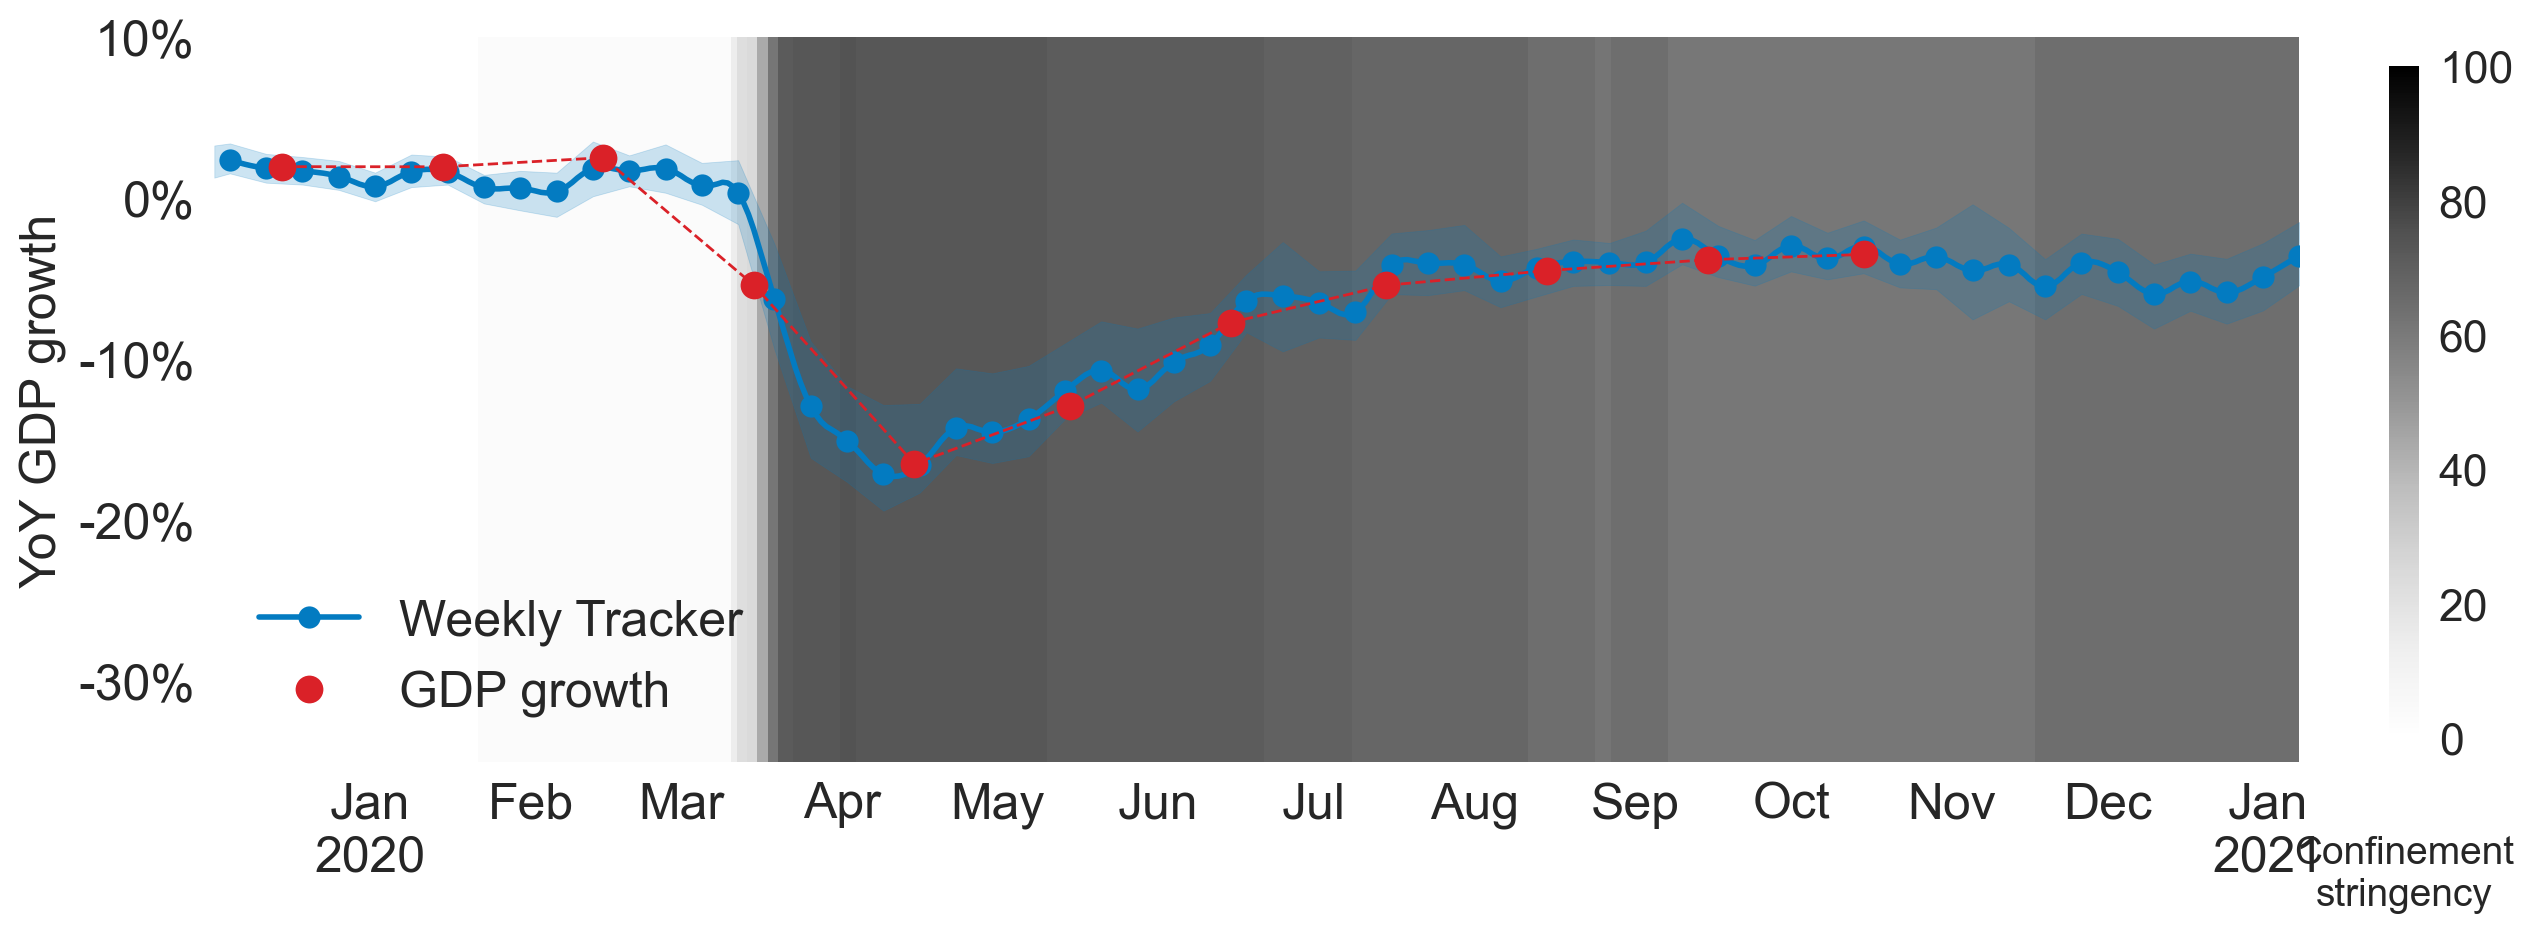 10%
0%
-10%
-20%
-30%
YoY GDP growth
Weekly Tracker
GDP growth
Jan
2020
Feb
Mar
Apr
May
Jun
Jul
Aug
Sep
Oct
Nov
Dec
Jan
2021
100
80
60
40
20
0
Confinement
stringency